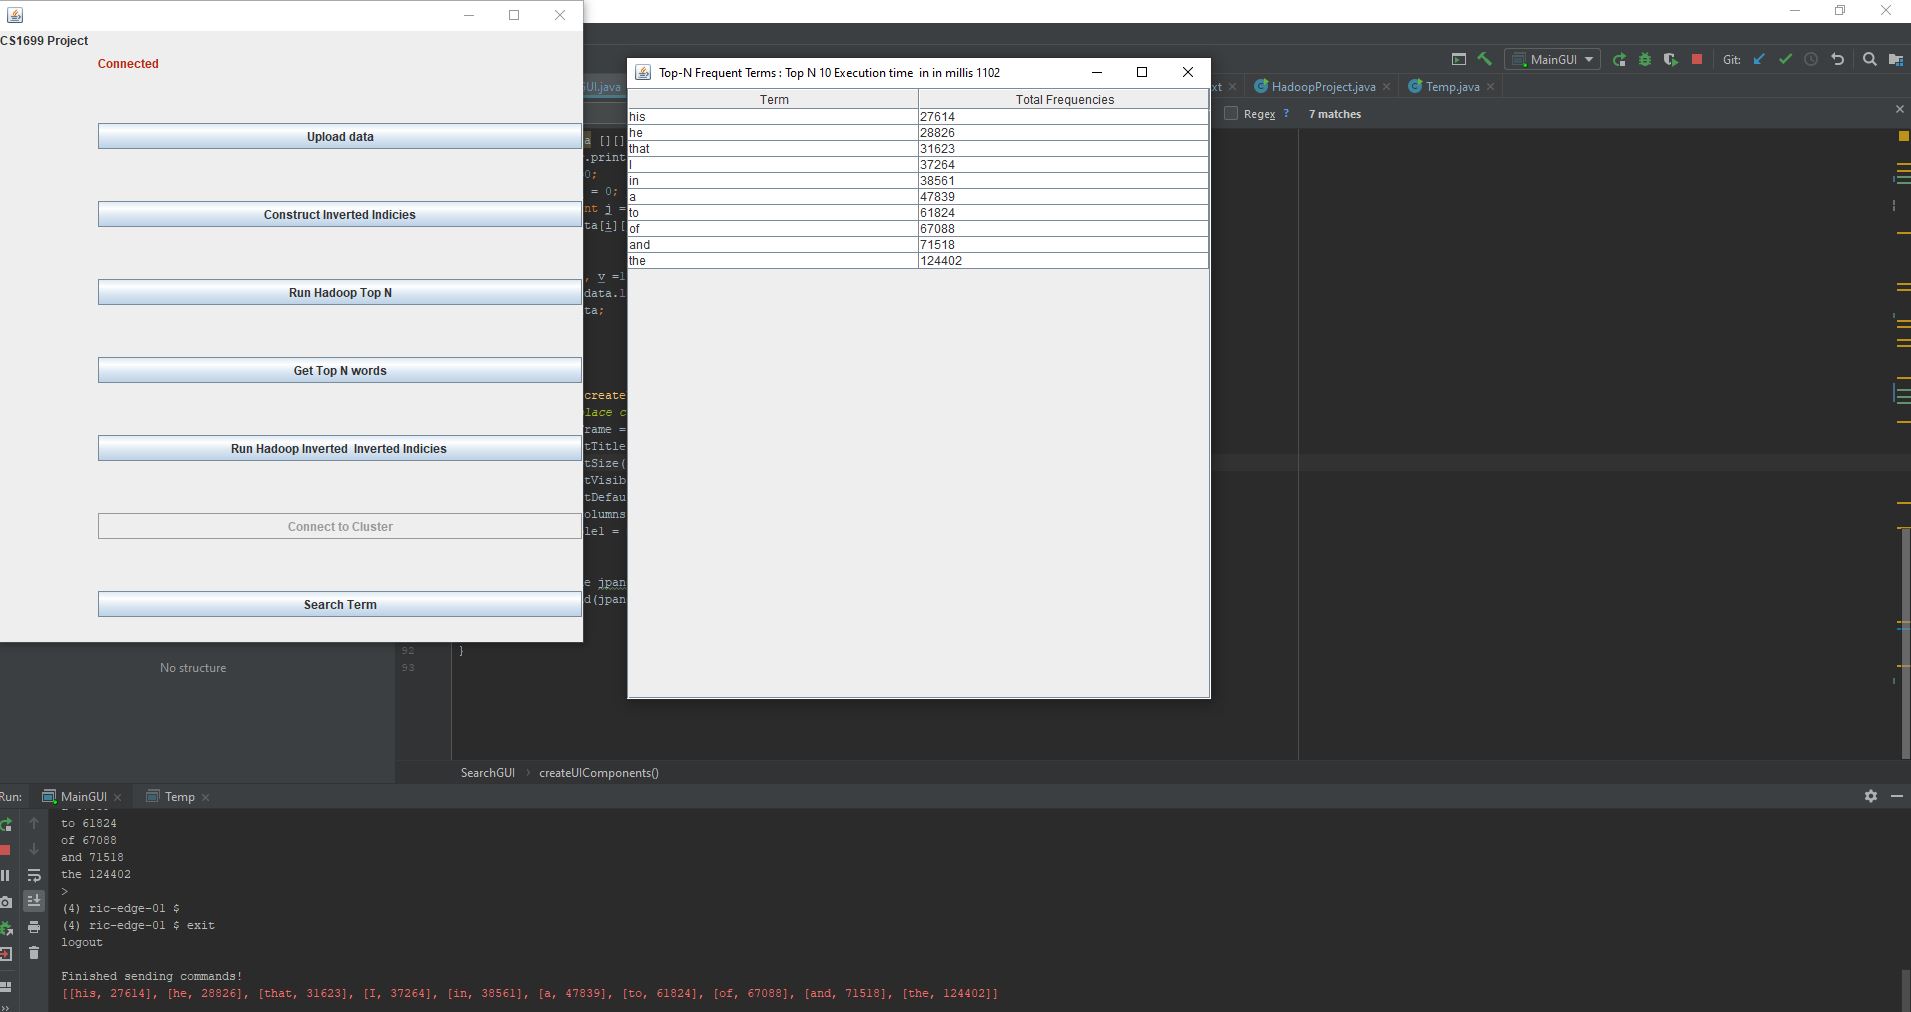 CS1699 Project
Connected
Upload data
Construct Inverted Indicies
Run Hadoop Top N
Get Top N words
Run Hadoop Inverted  Inverted Indicies
Connect to Cluster
Search Term
Top-N Frequent Terms : Top N 10 Execution time  in in millis 1102
Term Total Frequencies
his 27614
he 28826
that 31623
I 37264
in 38561
a 47839
to 61824
of 67088
and 71518
the 124402
MainGUI Git:
UI.java xt HadoopProject.java Temp.java
Regex ? 7 matches
a [][]
.print
0;
= 0;
nt j =
ta[i][
, v =1
data.l
ta;
create
lace c
rame =
tTitle
tSize(
tVisib
tDefau
olumns
le1 =
e jpan
d(jpan
92 }
93
No structure
SearchGUI › createUIComponents()
Run: MainGUI Temp
to 61824
of 67088
and 71518
the 124402
>
(4) ric-edge-01 $
(4) ric-edge-01 $ exit
logout
Finished sending commands!
[[his, 27614], [he, 28826], [that, 31623], [I, 37264], [in, 38561], [a, 47839], [to, 61824], [of, 67088], [and, 71518], [the, 124402]]